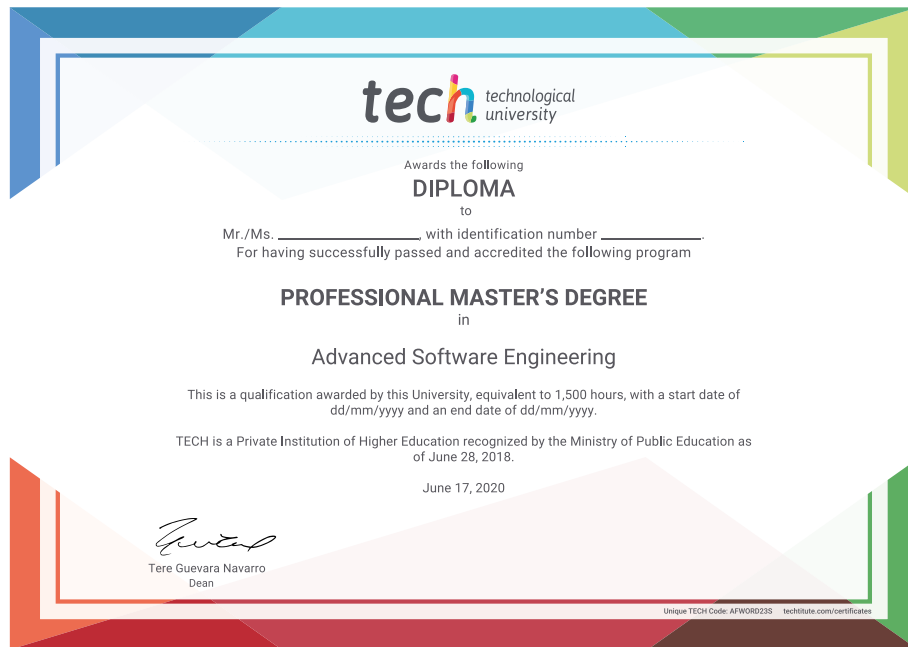 tech technological
university
Awards the following
DIPLOMA
to
Mr./Ms. ____________, with identification number ____________.
For having successfully passed and accredited the following program
PROFESSIONAL MASTER'S DEGREE
in
Advanced Software Engineering
This is a qualification awarded by this University, equivalent to 1,500 hours, with a start date of
dd/mm/yyyy and an end date of dd/mm/yyyy.
TECH is a Private Institution of Higher Education recognized by the Ministry of Public Education as
of June 28, 2018.
June 17, 2020
Tere Guevara Navarro
Dean
Unique TECH Code: AFWORD23S techtitute.com/certificates